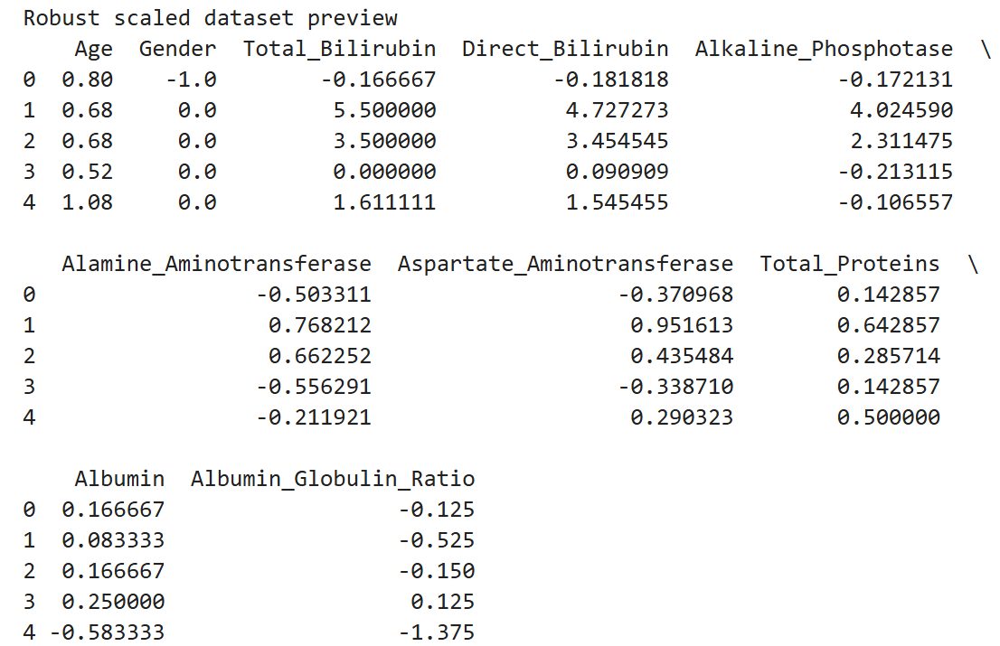 Robust scaled dataset preview
    Age  Gender  Total_Bilirubin  Direct_Bilirubin  Alkaline_Phosphotase  \
0  0.80    -1.0        -0.166667         -0.181818             -0.172131
1  0.68     0.0         5.500000          4.727273              4.024590
2  0.68     0.0         3.500000          3.454545              2.311475
3  0.52     0.0         0.000000          0.090909             -0.213115
4  1.08     0.0         1.611111          1.545455             -0.106557

   Alamine_Aminotransferase  Aspartate_Aminotransferase  Total_Proteins  \
0                 -0.503311                   -0.370968        0.142857
1                  0.768212                    0.951613        0.642857
2                  0.662252                    0.435484        0.285714
3                 -0.556291                   -0.338710        0.142857
4                 -0.211921                    0.290323        0.500000

    Albumin  Albumin_Globulin_Ratio
0  0.166667                  -0.125
1  0.083333                  -0.525
2  0.166667                  -0.150
3  0.250000                   0.125
4 -0.583333                  -1.375